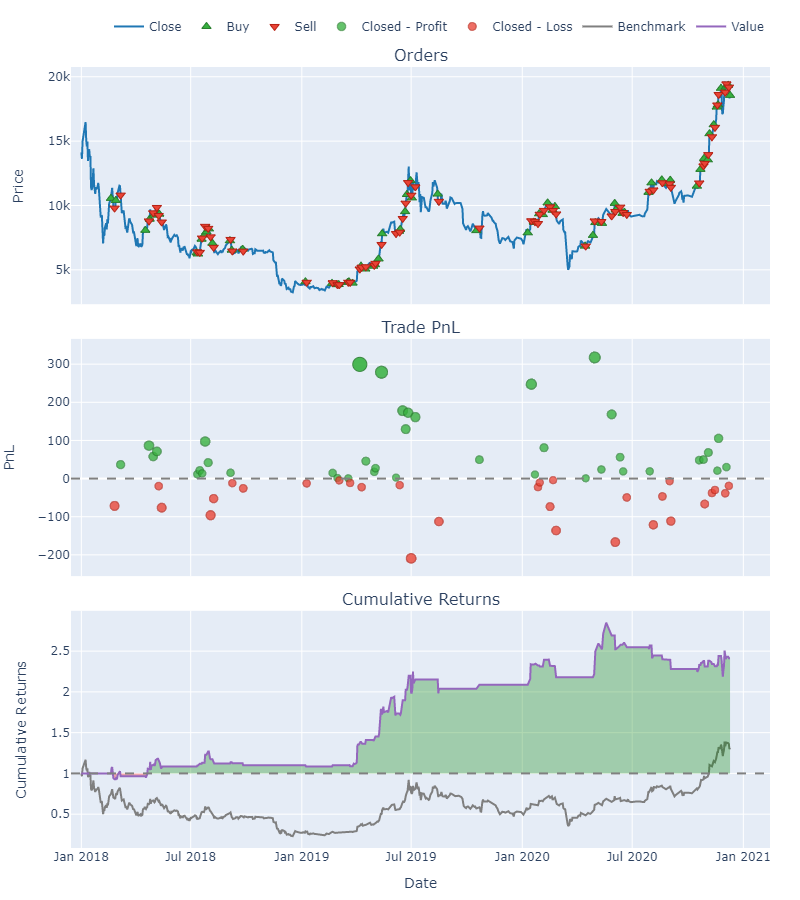 Close Buy Sell Closed - Profit Closed - Loss Benchmark Value
Orders
20k
15k
10k
5k
Price
Trade PnL
300
200
100
0
−100
−200
PnL
Cumulative Returns
2.5
2
1.5
1
0.5
Cumulative Returns
Jan 2018 Jul 2018 Jan 2019 Jul 2019 Jan 2020 Jul 2020 Jan 2021
Date